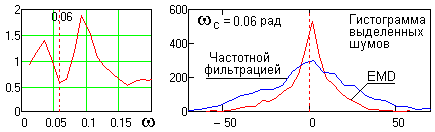 0.06
2
1.5
1
0.5
0
0
0.05
0.1
0.15
ω
600
400
200
0
ωc = 0.06 рад
Гистограмма
выделенных
шумов
Частотной
фильтрацией
EMD
− 50
0
50